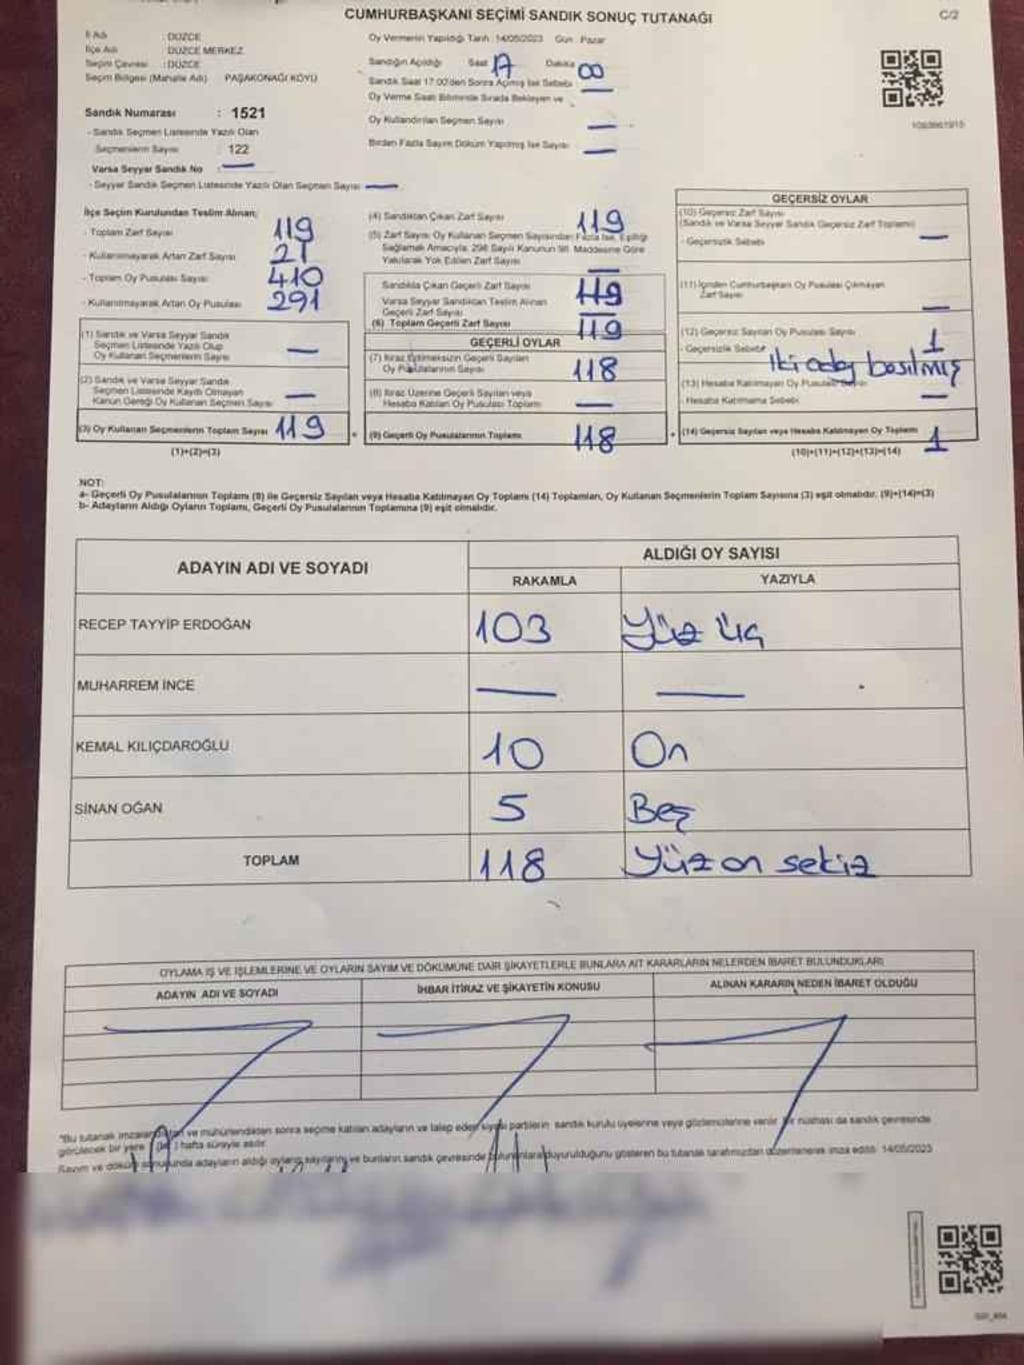 CUMHURBAŞKANI SEÇİMİ SANDIK SONUÇ TUTANAĞI
C/2
İl Adı : DÜZCE
İlçe Adı : DÜZCE MERKEZ
Seçim Çevresi : DÜZCE
Seçim Bölgesi (Mahalle Adı) PAŞAKONAĞI KÖYÜ
Oy Vermenin Yapıldığı Tarih :14/05/2023 Gün : Pazar
Sandığın Açıldığı Saat 17 Dakika 00
Sandık Saat 17:00'den Sonra Açılmış İse Sebebi —
Oy Verme Saati Bitiminde Sırada Bekleyen ve
Oy Kullandırılan Seçmen Sayısı —
Birden Fazla Sayım Döküm Yapılmış İse Sayısı —
Sandık Numarası : 1521
- Sandık Seçmen Listesinde Yazılı Olan
Seçmenlerin Sayısı : 122
Varsa Seyyar Sandık No : —
- Seyyar Sandık Seçmen Listesinde Yazılı Olan Seçmen Sayısı —
İlçe Seçim Kurulundan Teslim Alınan;
- Toplam Zarf Sayısı 119
- Kullanılmayarak Artan Zarf Sayısı 21
- Toplam Oy Pusulası Sayısı 410
- Kullanılmayarak Artan Oy Pusulası 291
(1) Sandık ve Varsa Seyyar Sandık
Seçmen Listesinde Yazılı Olup
Oy Kullanan Seçmenlerin Sayısı —
(2) Sandık ve Varsa Seyyar Sandık
Seçmen Listesinde Kayıtlı Olmayan
Kanun Gereği Oy Kullanan Seçmen Sayısı —
(3) Oy Kullanan Seçmenlerin Toplam Sayısı 119
(1)+(2)=(3)
(4) Sandıktan Çıkan Zarf Sayısı 119
(5) Zarf Sayısı Oy Kullanan Seçmen Sayısından Fazla İse, Eşitliği
Sağlamak Amacıyla, 298 Sayılı Kanunun 98. Maddesine Göre
Yakılarak Yok Edilen Zarf Sayısı —
Sandıkta Çıkan Geçerli Zarf Sayısı 119
Varsa Seyyar Sandıktan Teslim Alınan
Geçerli Zarf Sayısı —
(6) Toplam Geçerli Zarf Sayısı 119
GEÇERLİ OYLAR
(7) İtiraz Edilmeksizin Geçerli Sayılan
Oy Pusulalarının Sayısı 118
(8) İtiraz Üzerine Geçerli Sayılan veya
Hesaba Katılan Oy Pusulası Toplamı —
(9) Geçerli Oy Pusulalarının Toplamı 118
GEÇERSİZ OYLAR
(10) Geçersiz Zarf Sayısı
(Sandık ve Varsa Seyyar Sandık Geçersiz Zarf Toplamı)
- Geçersizlik Sebebi —
(11) İçinden Cumhurbaşkanı Oy Pusulası Çıkmayan
Zarf Sayısı —
(12) Geçersiz Sayılan Oy Pusulası Sayısı 1
- Geçersizlik Sebebi İki aday basılmış
(13) Hesaba Katılmayan Oy Pusulası Sayısı
- Hesaba Katılmama Sebebi —
(14) Geçersiz Sayılan veya Hesaba Katılmayan Oy Toplamı 1
(10)+(11)+(12)+(13)=(14)
NOT:
a- Geçerli Oy Pusulalarının Toplamı (9) ile Geçersiz Sayılan veya Hesaba Katılmayan Oy Toplamı (14) Toplamları, Oy Kullanan Seçmenlerin Toplam Sayısına (3) eşit olmalıdır. (9)+(14)=(3)
b- Adayların Aldığı Oyların Toplamı, Geçerli Oy Pusulalarının Toplamına (9) eşit olmalıdır.
ADAYIN ADI VE SOYADI
ALDIĞI OY SAYISI
RAKAMLA YAZIYLA
RECEP TAYYİP ERDOĞAN 103 Yüz üç
MUHARREM İNCE — —
KEMAL KILIÇDAROĞLU 10 On
SİNAN OĞAN 5 Beş
TOPLAM 118 Yüz on sekiz
OYLAMA İŞ VE İŞLEMLERİNE VE OYLARIN SAYIM VE DÖKÜMÜNE DAİR ŞİKAYETLERLE BUNLARA AİT KARARLARIN NELERDEN İBARET BULUNDUKLARI
ADAYIN ADI VE SOYADI İHBAR İTİRAZ VE ŞİKAYETİN KONUSU ALINAN KARARIN NEDEN İBARET OLDUĞU
*Bu tutanak ve mühürlendikten sonra seçime katılan adayların ve talep eden siyasi partilerin sandık kurulu üyelerine veya gözlemcilerine verilir. Bir nüshası da sandık çevresinde
görülecek bir yere hafta süreyle asılır.
Sayım ve döküm sonucunda adayların aldığı oyların sayılarını ve bunların sandık çevresinde duyurulduğunu gösteren bu tutanak tarafımızdan düzenlenerek imza edildi. 14/05/2023